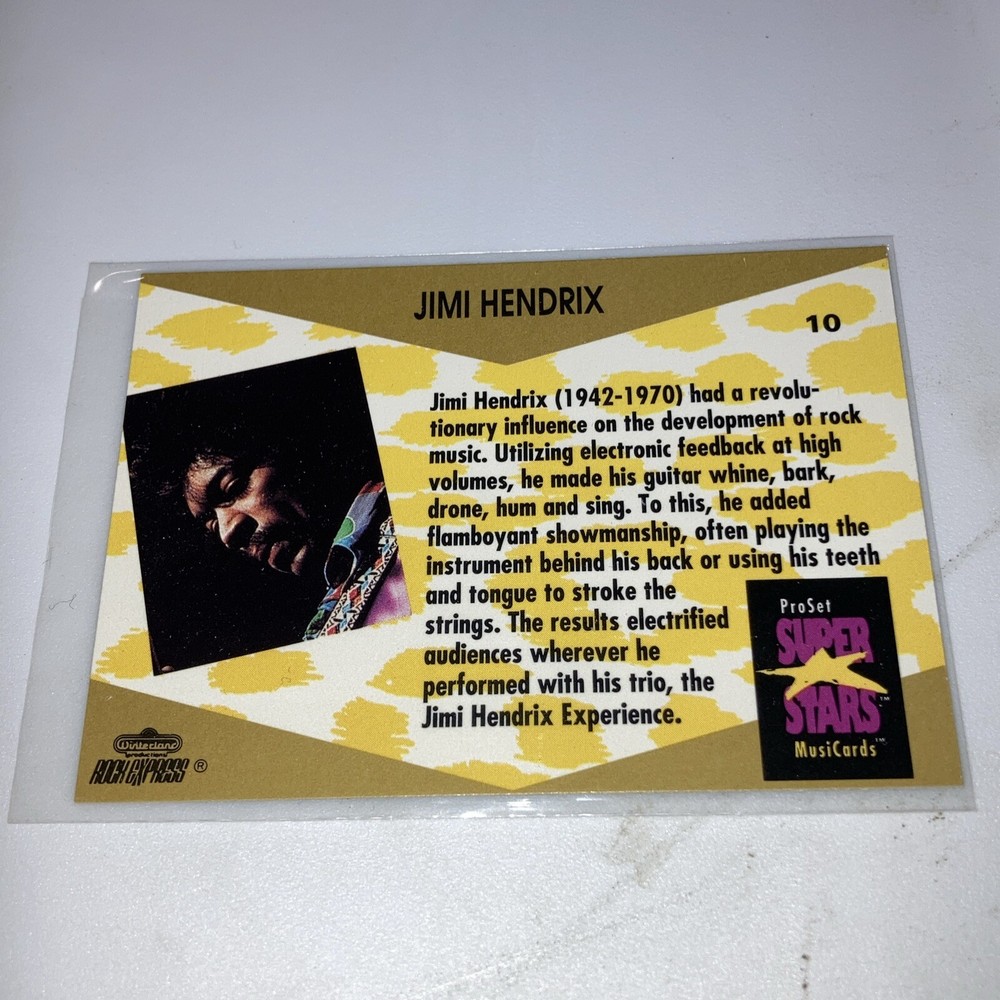 JIMI HENDRIX
10
Jimi Hendrix (1942-1970) had a revolu-
tionary influence on the development of rock
music. Utilizing electronic feedback at high
volumes, he made his guitar whine, bark,
drone, hum and sing. To this, he added
flamboyant showmanship, often playing the
instrument behind his back or using his teeth
and tongue to stroke the
strings. The results electrified
audiences wherever he
performed with his trio, the
Jimi Hendrix Experience.
ProSet
SUPER
STARS™
MusiCards™
Winterland
PRODUCTIONS
ROCK EXPRESS ®